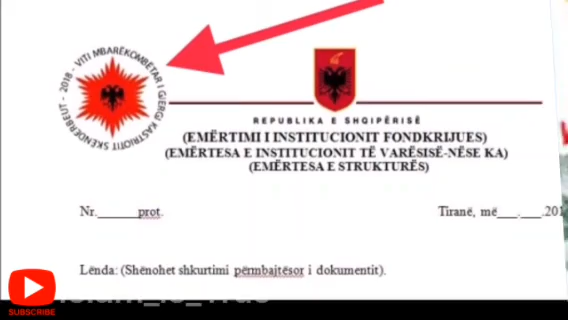 2018 - VITI MBARËKOMBËTAR I GJERGJ KASTRIOTIT SKËNDERBEUT -
REPUBLIKA E SHQIPËRISË
(EMËRTIMI I INSTITUCIONIT FONDKRIJUES)
(EMËRTESA E INSTITUCIONIT TË VARËSISË-NËSE KA)
(EMËRTESA E STRUKTURËS)
Nr.______prot.
Tiranë, më___.___.201
Lënda: (Shënohet shkurtimi përmbajtësor i dokumentit).
SUBSCRIBE